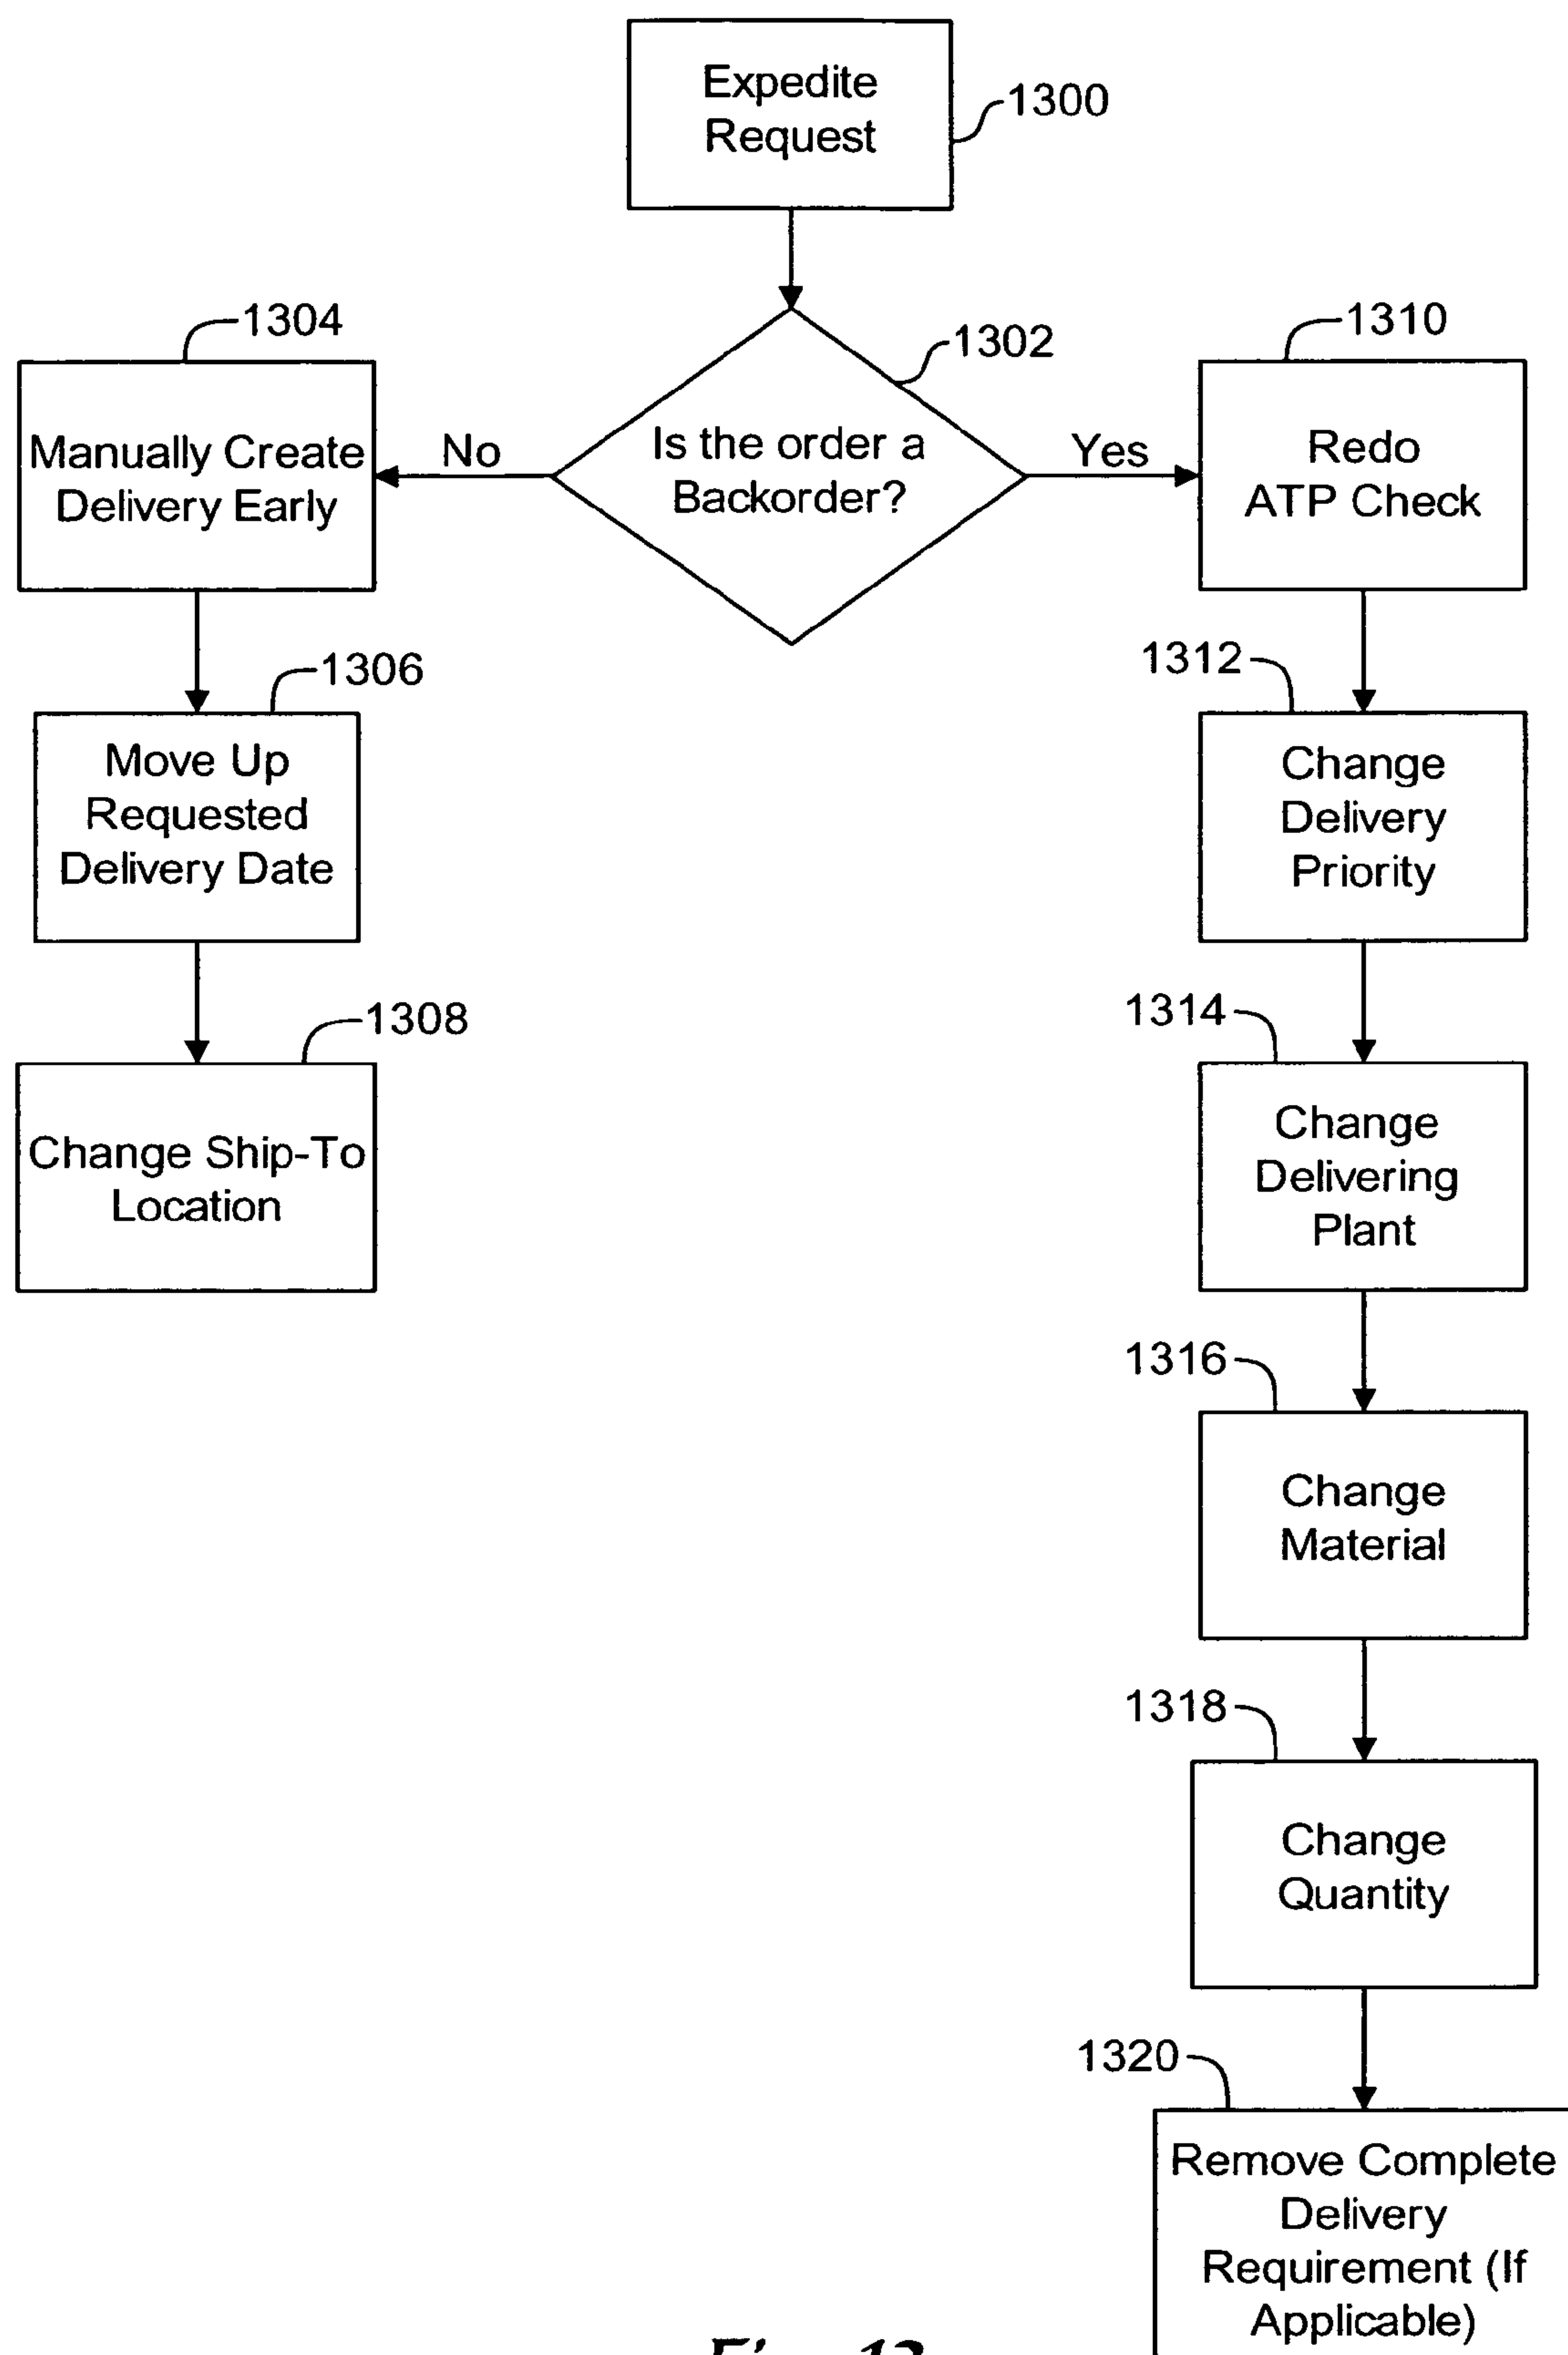 Expedite
Request
1300
1304
1302
1310
Manually Create
Delivery Early
No
Is the order a
Backorder?
Yes
Redo
ATP Check
1306
1312
Move Up
Requested
Delivery Date
Change
Delivery
Priority
1308
1314
Change Ship-To
Location
Change
Delivering
Plant
1316
Change
Material
1318
Change
Quantity
1320
Remove Complete
Delivery
Requirement (If
Applicable)